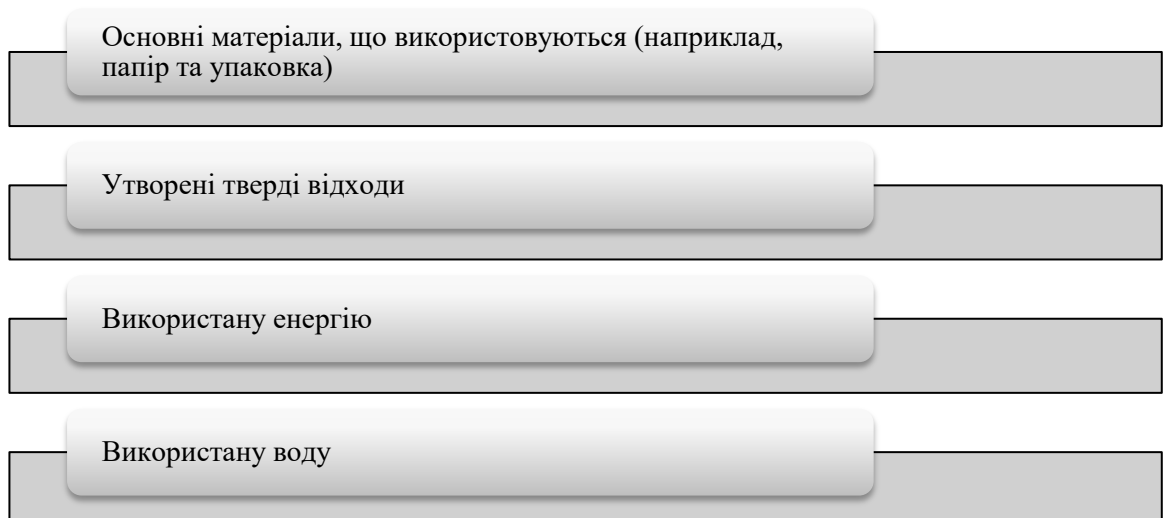 Основні матеріали, що використовуються (наприклад,
папір та упаковка)
Утворені тверді відходи
Використану енергію
Використану воду